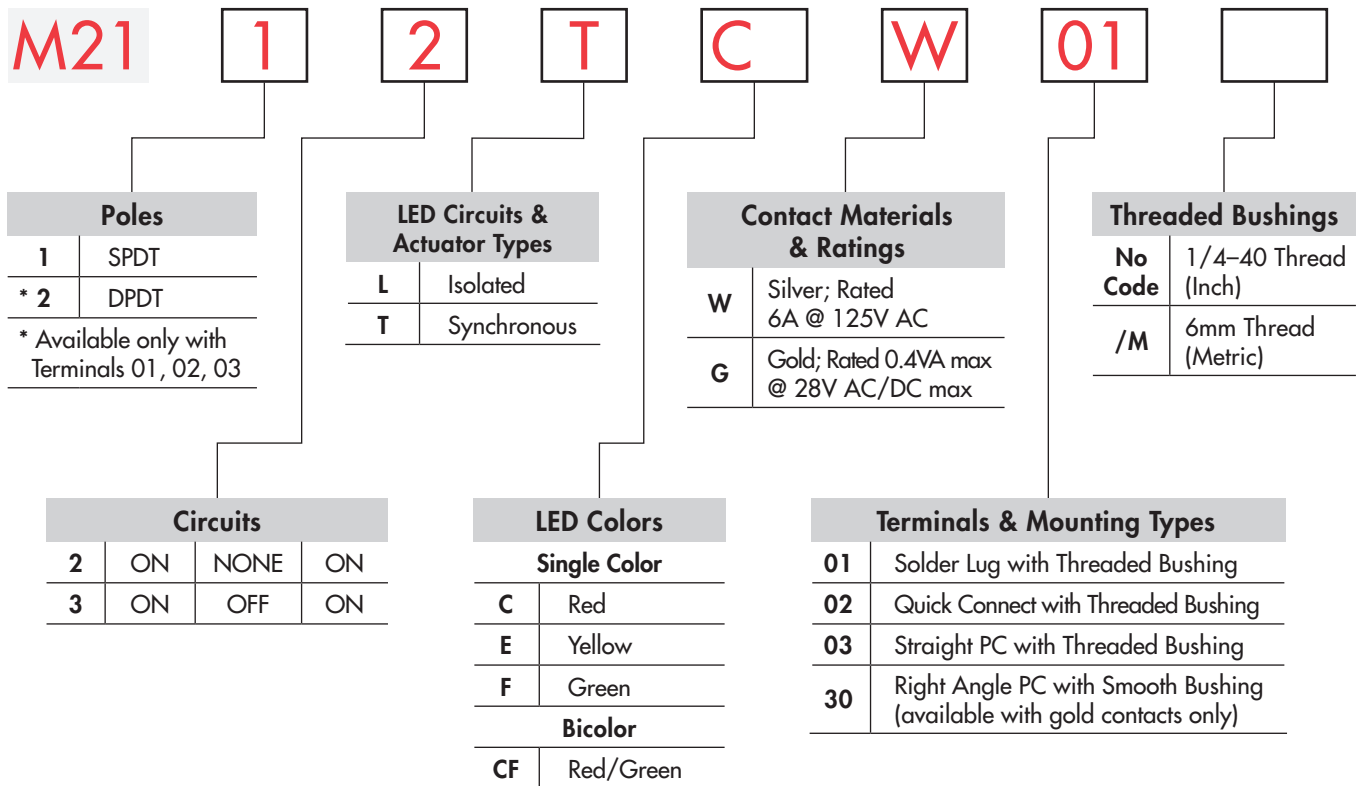 M21 1 2 T C W 01
Poles
1 SPDT
* 2 DPDT
* Available only with
Terminals 01, 02, 03
LED Circuits &
Actuator Types
L Isolated
T Synchronous
Contact Materials
& Ratings
W Silver; Rated
6A @ 125V AC
G Gold; Rated 0.4VA max
@ 28V AC/DC max
Threaded Bushings
No
Code 1/4–40 Thread
(Inch)
/M 6mm Thread
(Metric)
Circuits
2 ON NONE ON
3 ON OFF ON
LED Colors
Single Color
C Red
E Yellow
F Green
Bicolor
CF Red/Green
Terminals & Mounting Types
01 Solder Lug with Threaded Bushing
02 Quick Connect with Threaded Bushing
03 Straight PC with Threaded Bushing
30 Right Angle PC with Smooth Bushing
(available with gold contacts only)